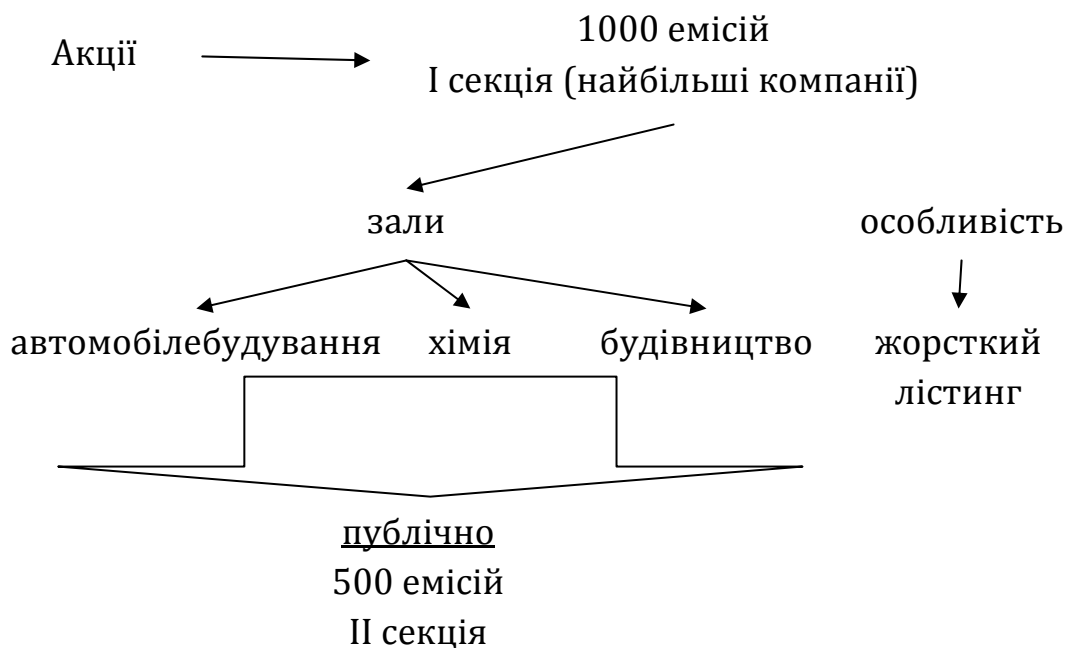 Акції
1000 емісій
І секція (найбільші компанії)
зали
особливість
автомобілебудування
хімія
будівництво
жорсткий
лістинг
публічно
500 емісій
ІІ секція